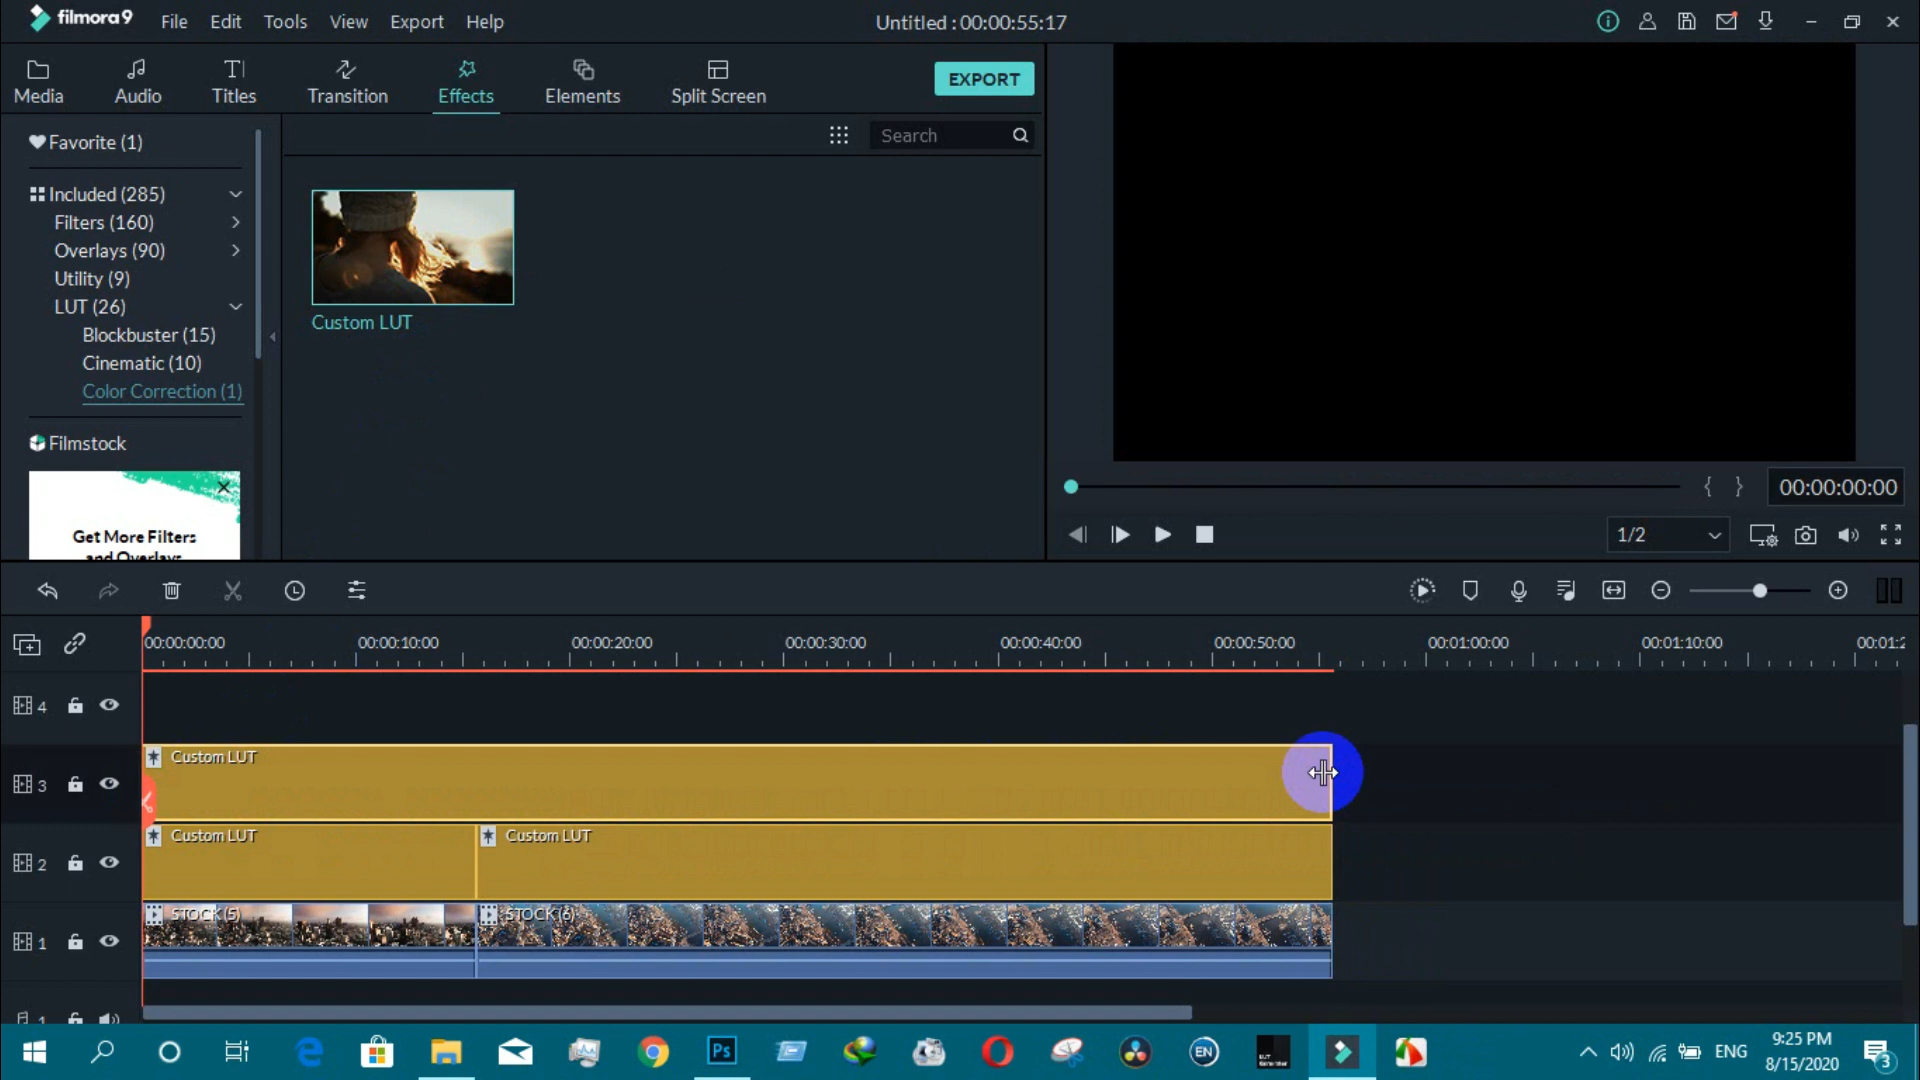 filmora9
File Edit Tools View Export Help
Untitled : 00:00:55:17
Media
Audio
Titles
Transition
Effects
Elements
Split Screen
EXPORT
Favorite (1)
Search
Included (285)
Filters (160)
Overlays (90)
Utility (9)
LUT (26)
Blockbuster (15)
Cinematic (10)
Color Correction (1)
Custom LUT
Filmstock
Get More Filters
and Overlays
00:00:00:00
1/2
00:00:00:00 00:00:10:00 00:00:20:00 00:00:30:00 00:00:40:00 00:00:50:00 00:01:00:00 00:01:10:00 00:01:2
4
Custom LUT
3
Custom LUT
Custom LUT
2
STOCK (5)
STOCK (6)
1
1
Ps
EN
ENG
9:25 PM
8/15/2020
3